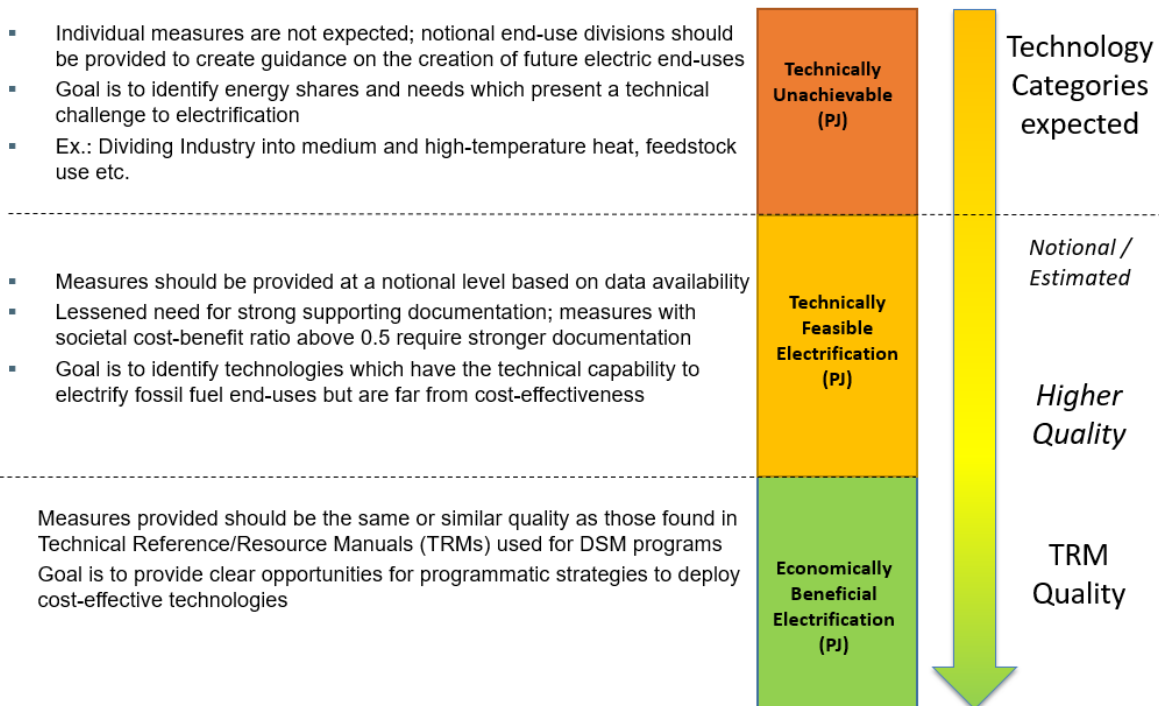 ▪ Individual measures are not expected; notional end-use divisions should
be provided to create guidance on the creation of future electric end-uses
▪ Goal is to identify energy shares and needs which present a technical
challenge to electrification
▪ Ex.: Dividing Industry into medium and high-temperature heat, feedstock
use etc.
Technically
Unachievable
(PJ)
Technology
Categories
expected
▪ Measures should be provided at a notional level based on data availability
▪ Lessened need for strong supporting documentation; measures with
societal cost-benefit ratio above 0.5 require stronger documentation
▪ Goal is to identify technologies which have the technical capability to
electrify fossil fuel end-uses but are far from cost-effectiveness
Technically
Feasible
Electrification
(PJ)
Notional /
Estimated
Higher
Quality
Measures provided should be the same or similar quality as those found in
Technical Reference/Resource Manuals (TRMs) used for DSM programs
Goal is to provide clear opportunities for programmatic strategies to deploy
cost-effective technologies
Economically
Beneficial
Electrification
(PJ)
TRM
Quality